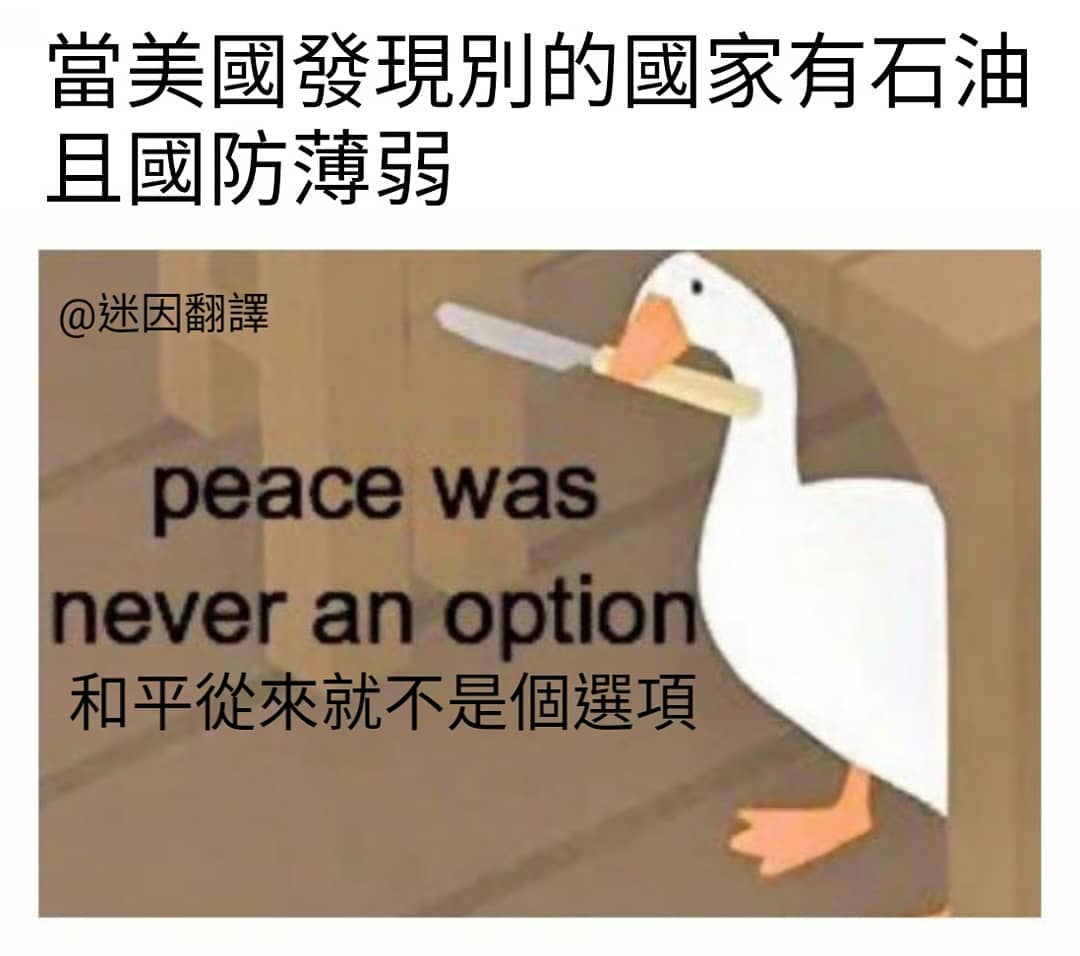 當美國發現別的國家有石油
且國防薄弱
@迷因翻譯
peace was
never an option
和平從來就不是個選項